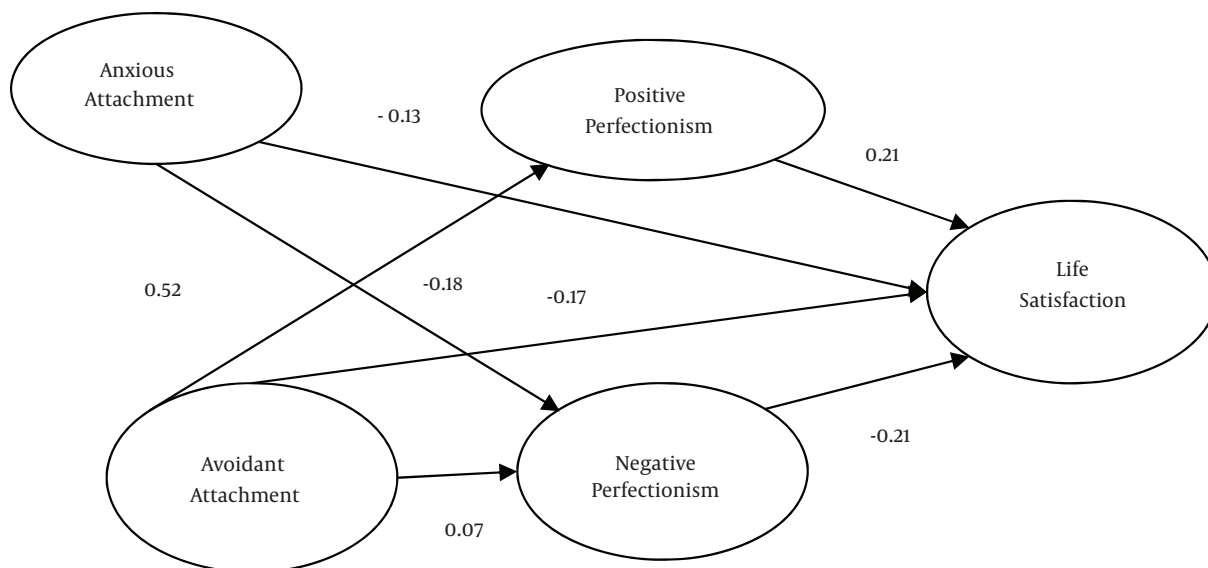 Anxious
Attachment
Positive
Perfectionism
- 0.13
0.21
0.52
-0.18
-0.17
Life
Satisfaction
Avoidant
Attachment
Negative
Perfectionism
-0.21
0.07